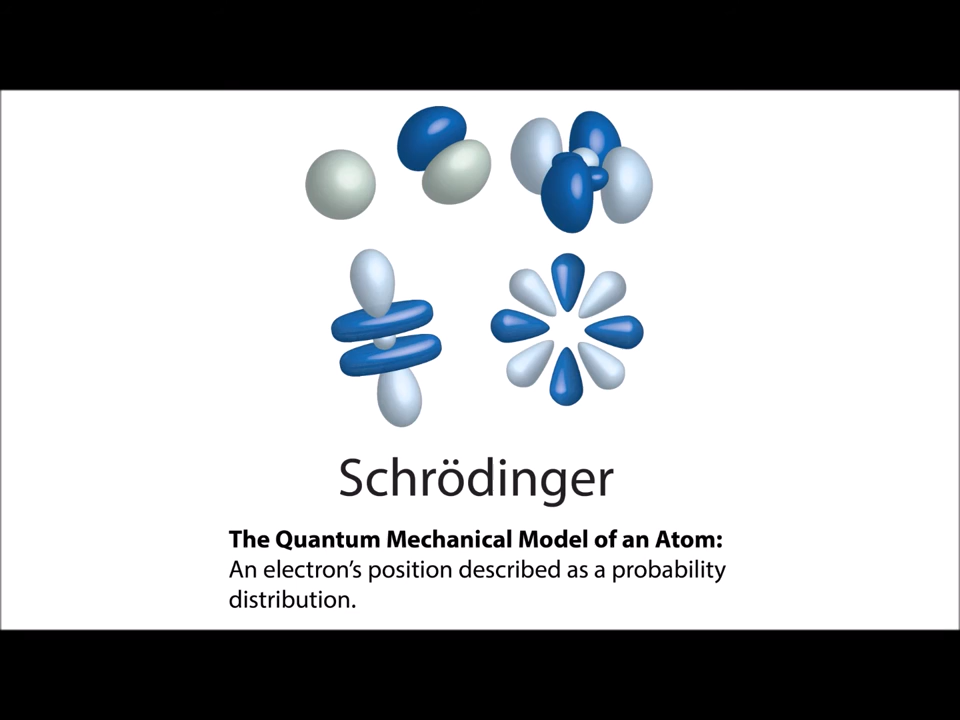 Schrödinger
The Quantum Mechanical Model of an Atom:
An electron’s position described as a probability
distribution.